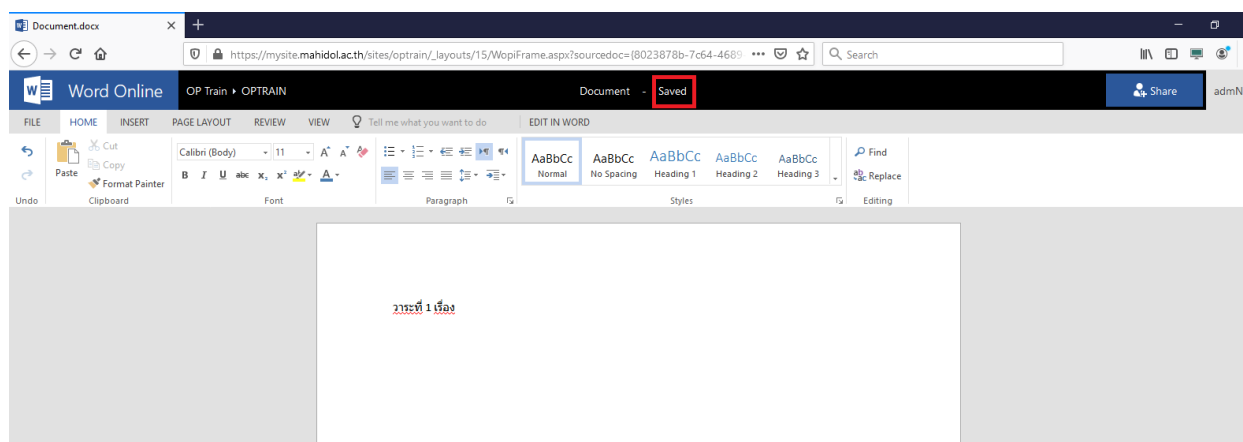 Document.docx
https://mysite.mahidol.ac.th/sites/optrain/_layouts/15/WopiFrame.aspx?sourcedoc={8023878b-7c64-4689 Search
Word Online OP Train OPTRAIN Document - Saved Share admN
FILE HOME INSERT PAGE LAYOUT REVIEW VIEW Tell me what you want to do EDIT IN WORD
Paste Cut Copy Format Painter
Calibri (Body) 11 A A
B I U abc x₂ x² A
AaBbCc AaBbCc AaBbCc AaBbCc AaBbCc
Normal No Spacing Heading 1 Heading 2 Heading 3
Find
Replace
Undo Clipboard Font Paragraph Styles Editing
วาระที่ 1 เรื่อง